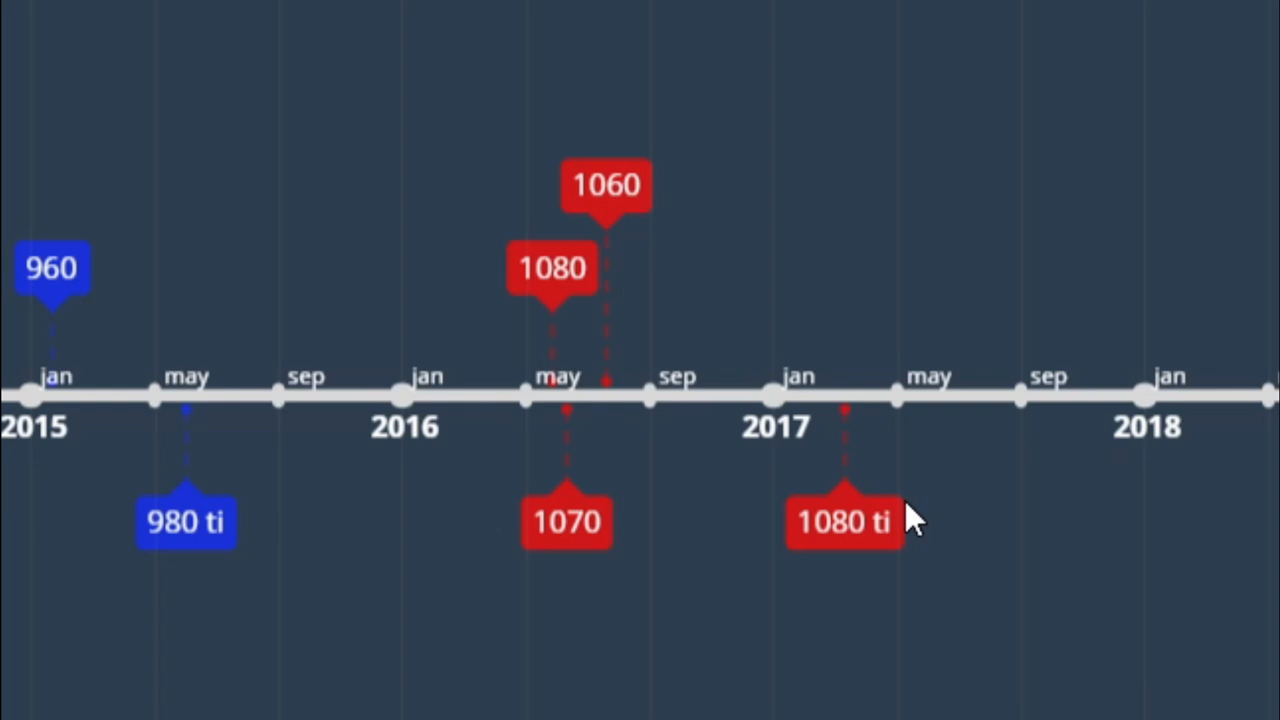 1060
960
1080
jan may sep jan may sep jan may sep jan
2015 2016 2017 2018
980 ti
1070
1080 ti